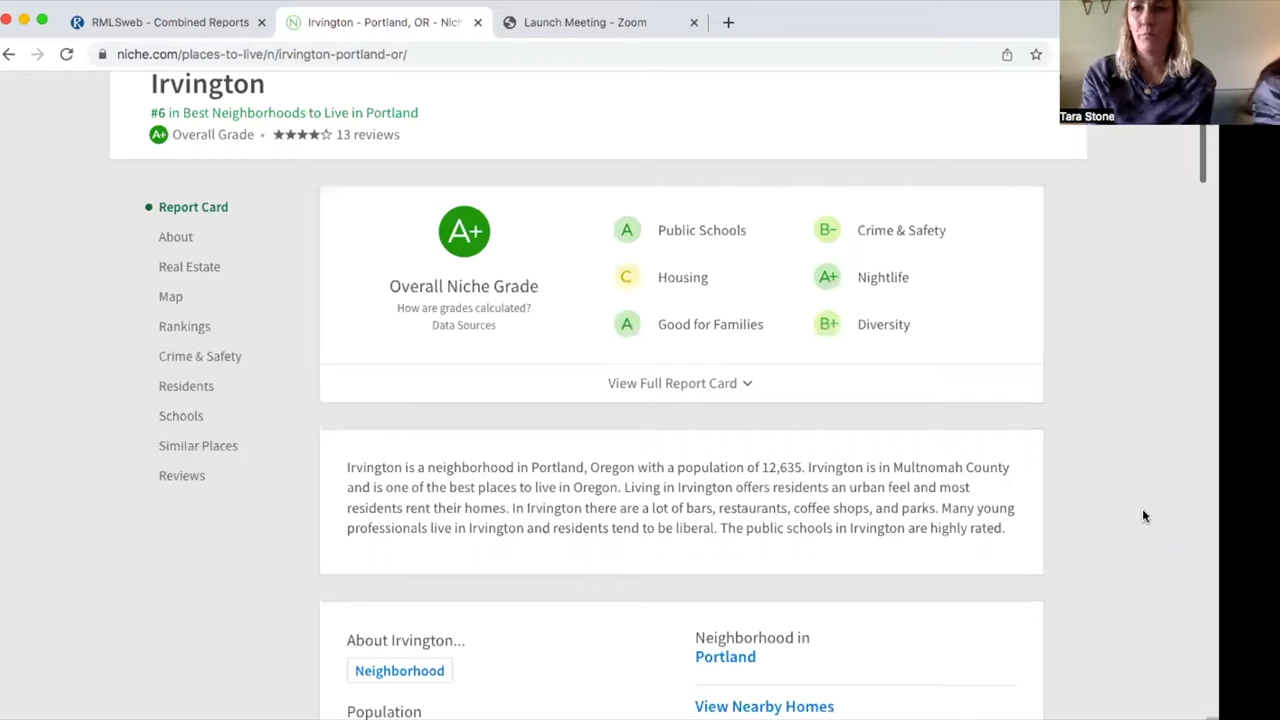 RMLSweb - Combined Reports
Irvington - Portland, OR - Nich
Launch Meeting - Zoom
niche.com/places-to-live/n/irvington-portland-or/
Tara Stone
Irvington
#6 in Best Neighborhoods to Live in Portland
A+ Overall Grade • ★★★★☆ 13 reviews
Report Card
About
Real Estate
Map
Rankings
Crime & Safety
Residents
Schools
Similar Places
Reviews
A+
Overall Niche Grade
How are grades calculated?
Data Sources
A Public Schools
B- Crime & Safety
C Housing
A+ Nightlife
A Good for Families
B+ Diversity
View Full Report Card
Irvington is a neighborhood in Portland, Oregon with a population of 12,635. Irvington is in Multnomah County
and is one of the best places to live in Oregon. Living in Irvington offers residents an urban feel and most
residents rent their homes. In Irvington there are a lot of bars, restaurants, coffee shops, and parks. Many young
professionals live in Irvington and residents tend to be liberal. The public schools in Irvington are highly rated.
About Irvington...
Neighborhood
Population
Neighborhood in
Portland
View Nearby Homes